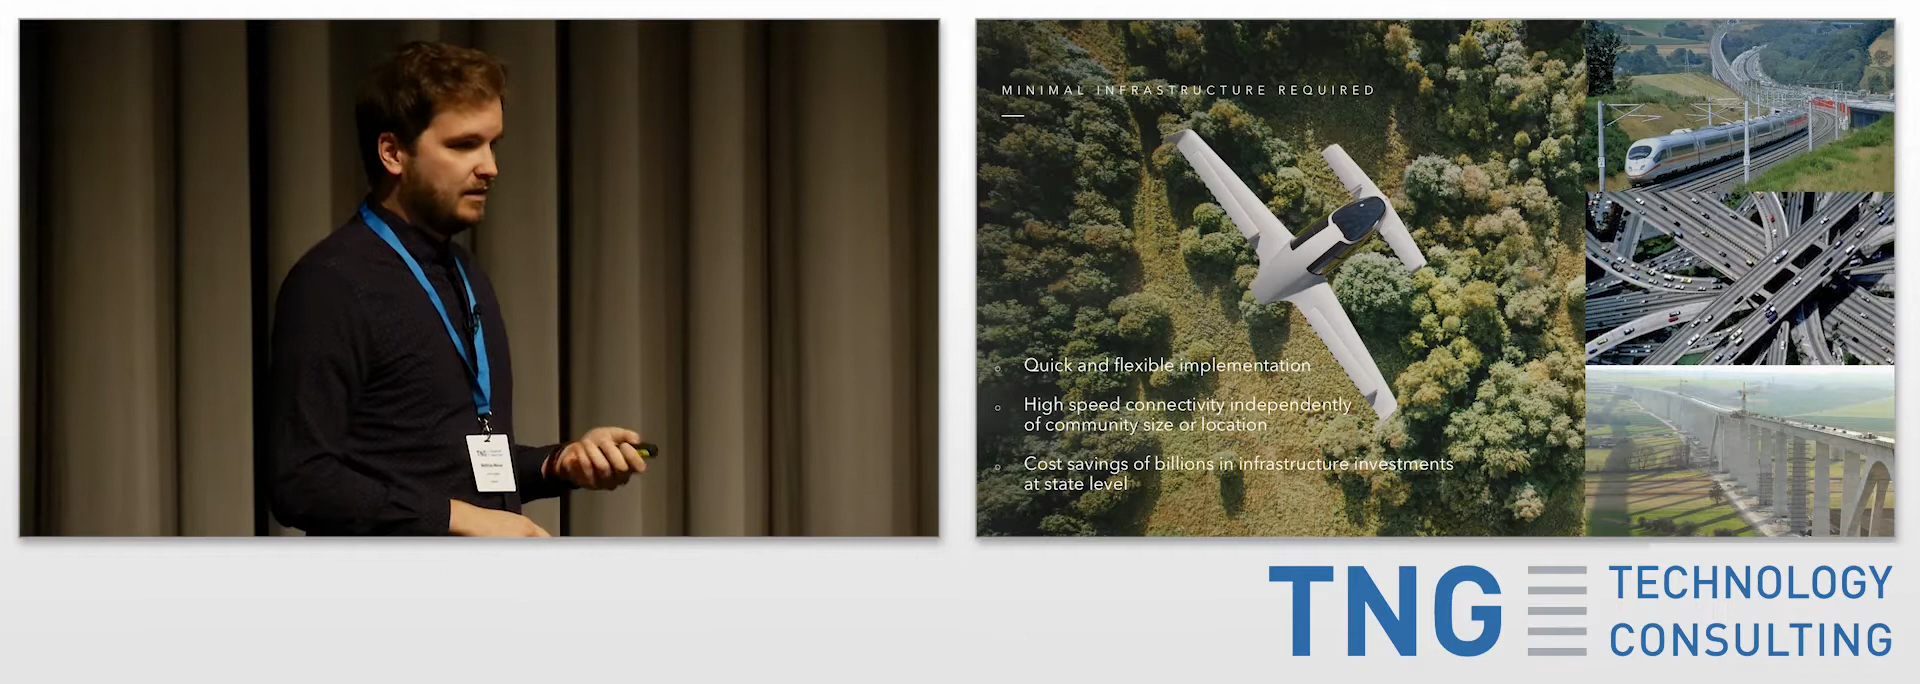 MINIMAL INFRASTRUCTURE REQUIRED
Quick and flexible implementation
High speed connectivity independently
of community size or location
Cost savings of billions in infrastructure investments
at state level
TNG TECHNOLOGY
CONSULTING